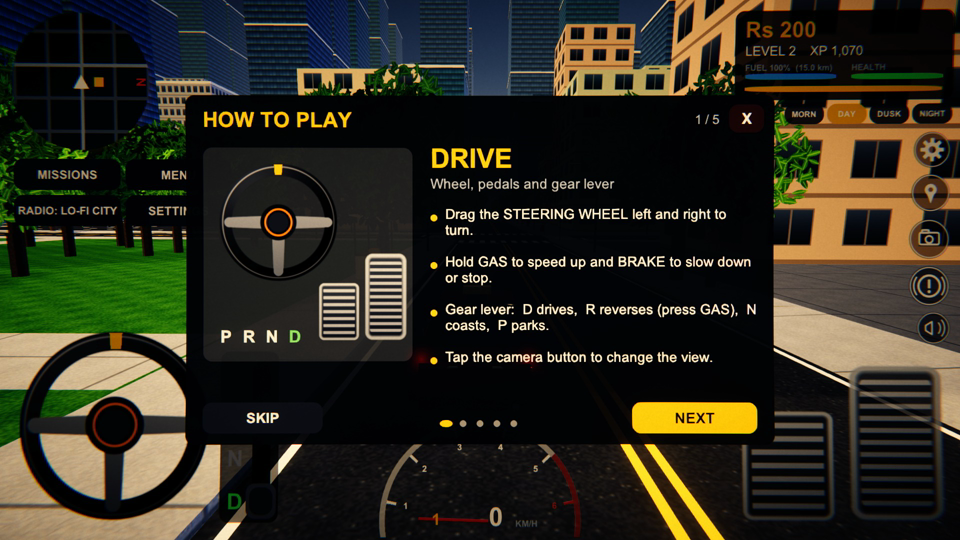 Rs 200
LEVEL 2 XP 1,070
FUEL 100% (15.0 km) HEALTH
MORN DAY DUSK NIGHT
N
MISSIONS
MEN
RADIO: LO-FI CITY
SETTIN
HOW TO PLAY
1 / 5
X
DRIVE
Wheel, pedals and gear lever
Drag the STEERING WHEEL left and right to
turn.
Hold GAS to speed up and BRAKE to slow down
or stop.
Gear lever: D drives, R reverses (press GAS), N
coasts, P parks.
Tap the camera button to change the view.
P R N D
SKIP
NEXT
N
D
1 2 3 4 5
1 0 KM/H